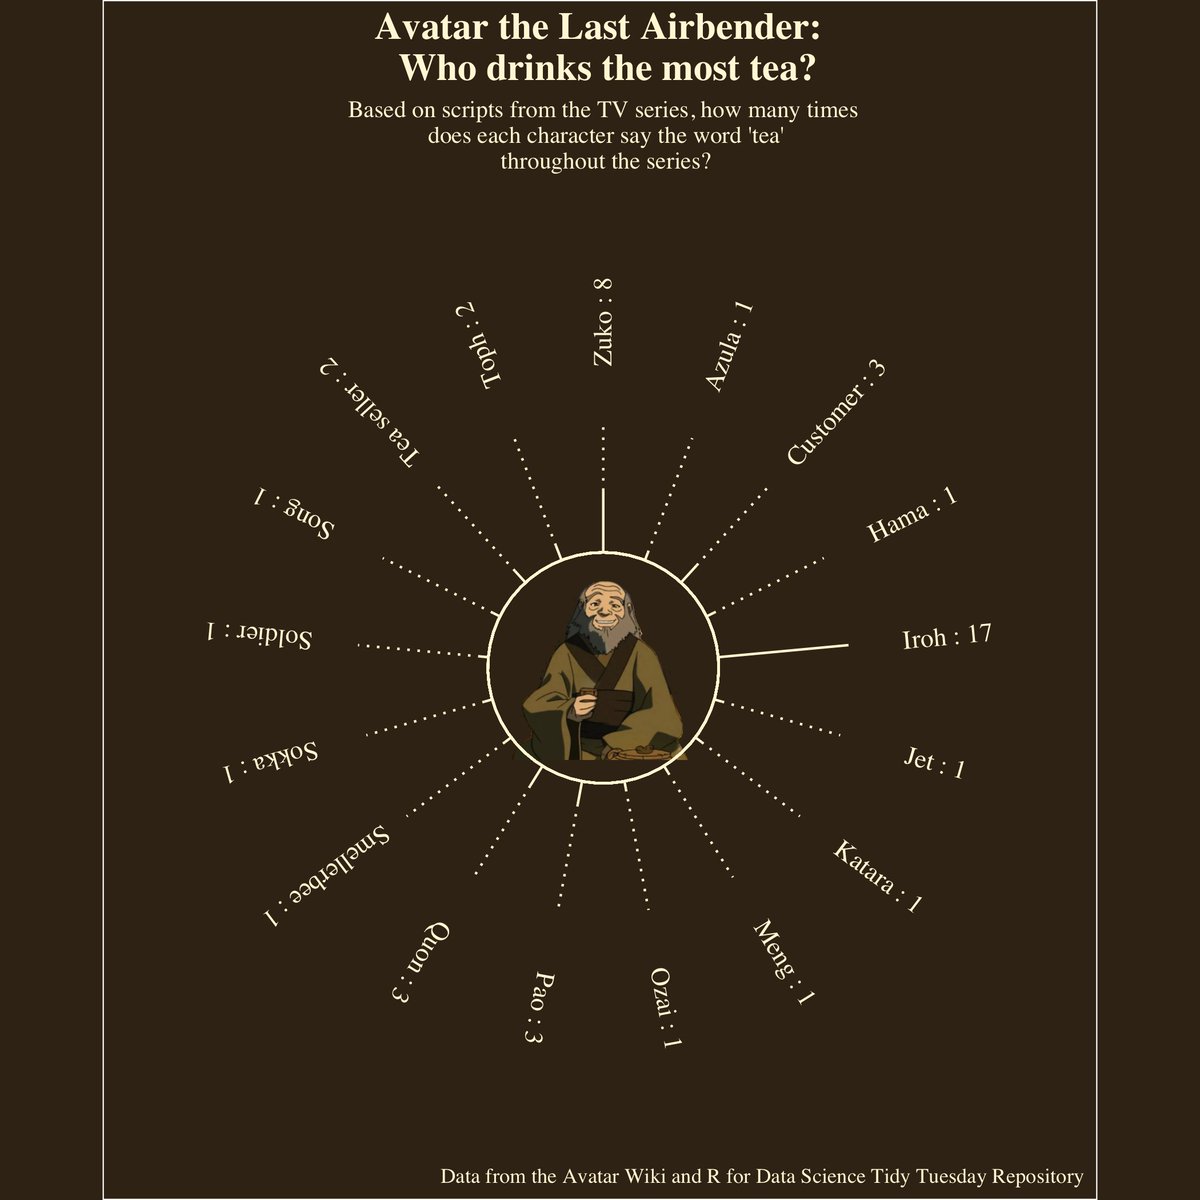 Avatar the Last Airbender:
Who drinks the most tea?
Based on scripts from the TV series, how many times
does each character say the word 'tea'
throughout the series?
Zuko : 8
Azula : 1
Customer : 3
Hama : 1
Iroh : 17
Jet : 1
Katara : 1
Meng : 1
Ozai : 1
Pao : 3
Quon : 3
Smellerbee : 1
Sokka : 1
Soldier : 1
Song : 1
Tea seller : 2
Toph : 2
Data from the Avatar Wiki and R for Data Science Tidy Tuesday Repository